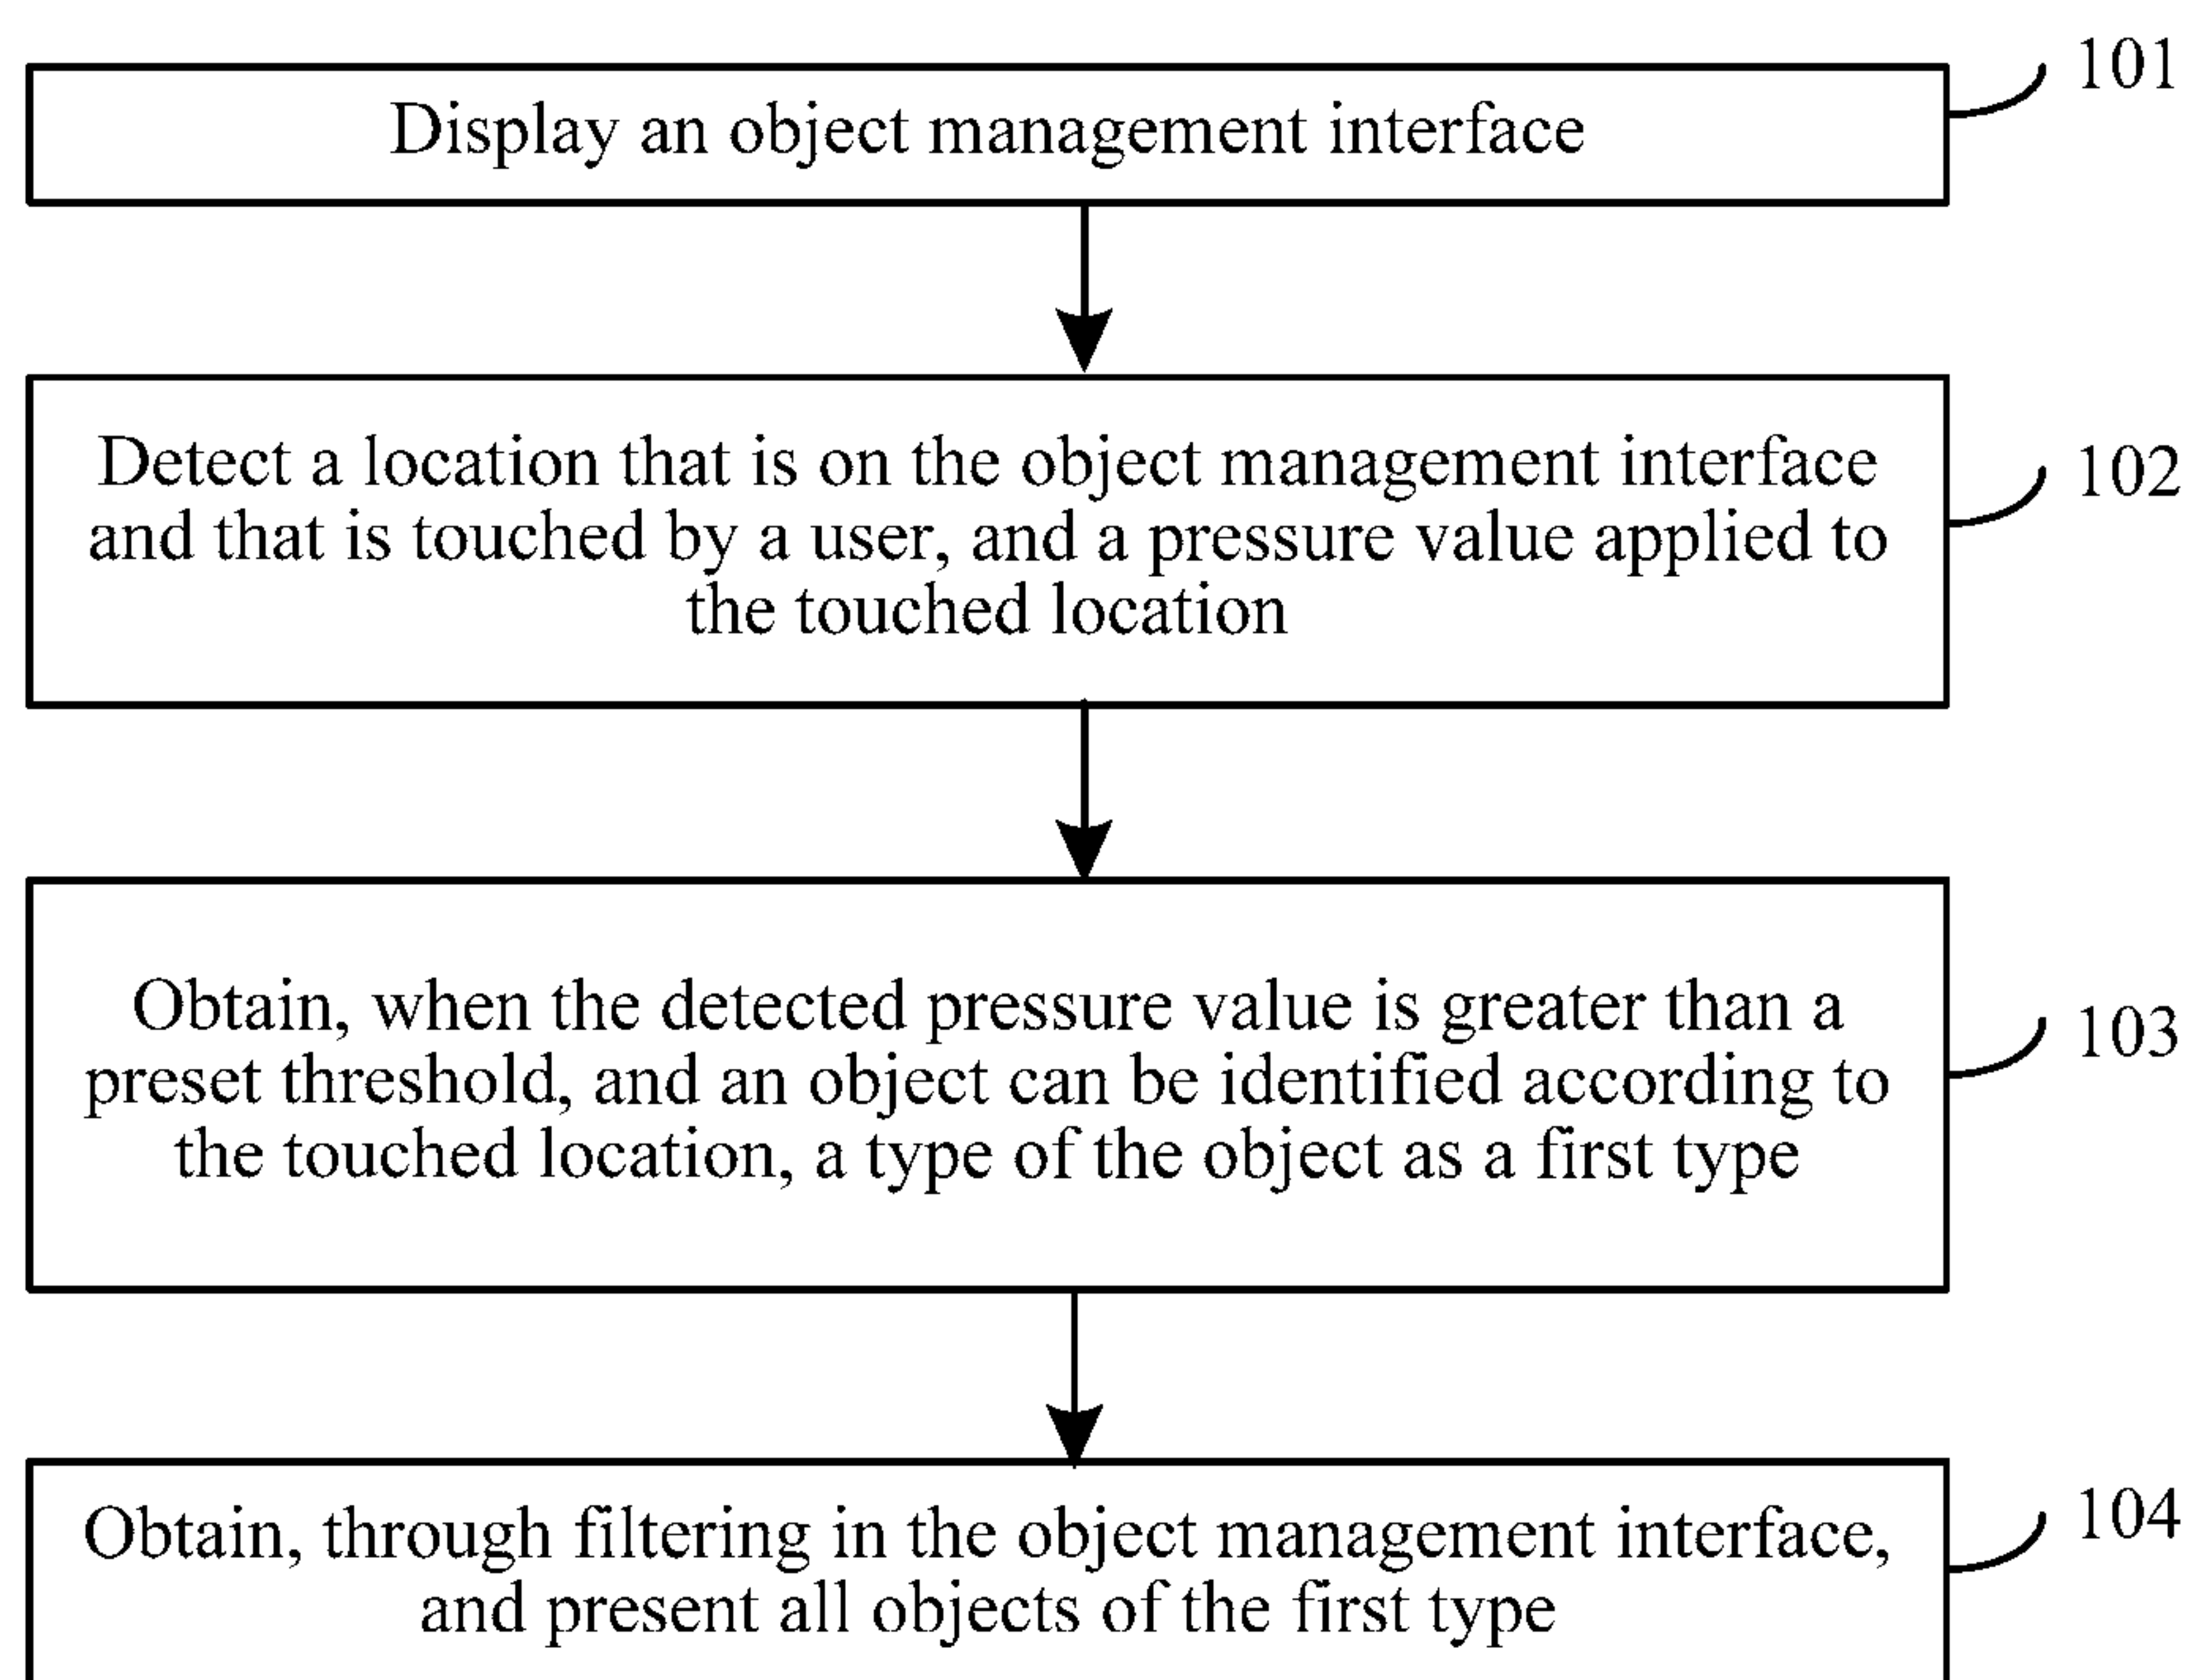 101
Display an object management interface
Detect a location that is on the object management interface
102
and that is touched by a user, and a pressure value applied to
the touched location
Obtain, when the detected pressure value is greater than a
103
preset threshold, and an object can be identified according to
the touched location, a type of the object as a first type
104
Obtain, through filtering in the object management interface,
and present all objects of the first type